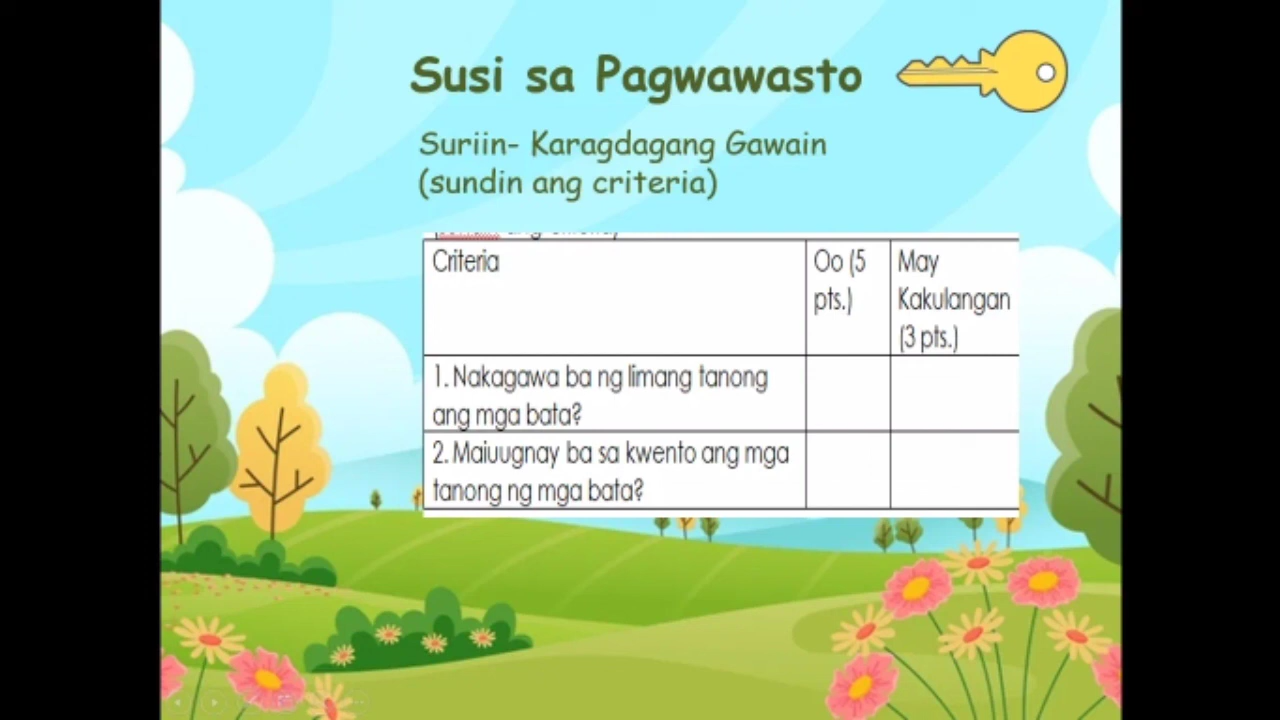 Susi sa Pagwawasto
Suriin- Karagdagang Gawain
(sundin ang criteria)
Criteria
Oo (5
pts.)
May
Kakulangan
(3 pts.)
1. Nakagawa ba ng limang tanong
ang mga bata?
2. Maiuugnay ba sa kwento ang mga
tanong ng mga bata?